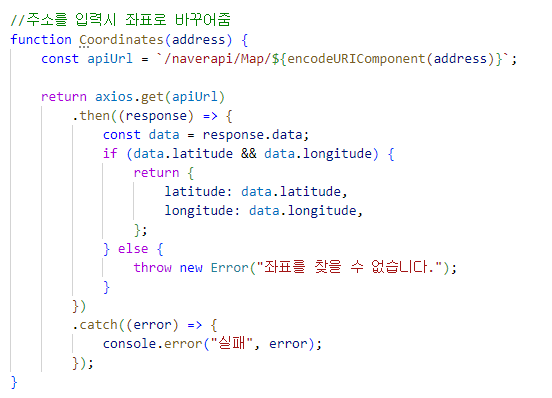 //주소를 입력시 좌표로 바꾸어줌
function Coordinates(address) {
    const apiUrl = `/naverapi/Map/${encodeURIComponent(address)}`;

    return axios.get(apiUrl)
        .then((response) => {
            const data = response.data;
            if (data.latitude && data.longitude) {
                return {
                    latitude: data.latitude,
                    longitude: data.longitude,
                };
            } else {
                throw new Error("좌표를 찾을 수 없습니다.");
            }
        })
        .catch((error) => {
            console.error("실패", error);
        });
}